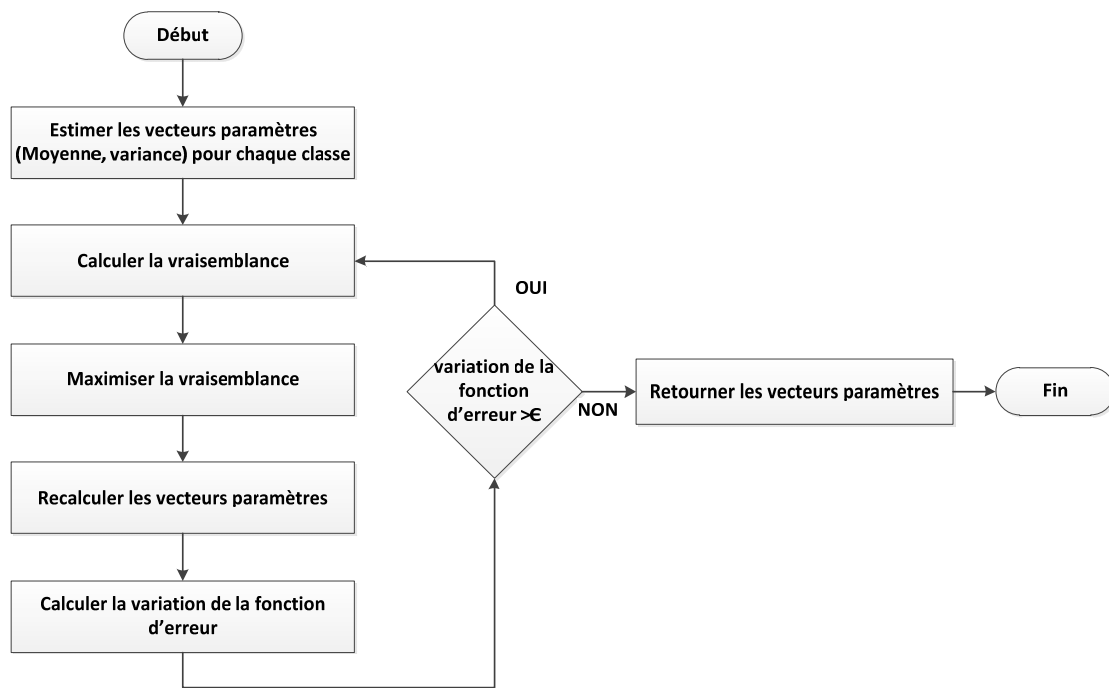 Début
Estimer les vecteurs paramètres
(Moyenne, variance) pour chaque classe
Calculer la vraisemblance
Maximiser la vraisemblance
Recalculer les vecteurs paramètres
Calculer la variation de la fonction
d'erreur
OUI
variation de la
fonction
d'erreur >€
NON
Retourner les vecteurs paramètres
Fin